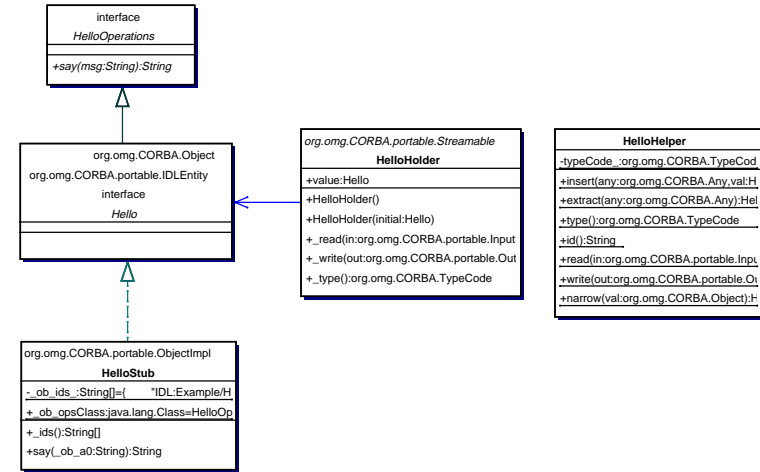 interface
HelloOperations
+say(msg:String):String
org.omg.CORBA.Object
org.omg.CORBA.portable.IDLEntity
interface
Hello
org.omg.CORBA.portable.Streamable
HelloHolder
+value:Hello
+HelloHolder()
+HelloHolder(initial:Hello)
+_read(in:org.omg.CORBA.portable.Input
+_write(out:org.omg.CORBA.portable.Out
+_type():org.omg.CORBA.TypeCode
HelloHelper
-typeCode_:org.omg.CORBA.TypeCod
+insert(any:org.omg.CORBA.Any,val:H
+extract(any:org.omg.CORBA.Any):Hel
+type():org.omg.CORBA.TypeCode
+id():String
+read(in:org.omg.CORBA.portable.Inpu
+write(out:org.omg.CORBA.portable.Ou
+narrow(val:org.omg.CORBA.Object):H
org.omg.CORBA.portable.ObjectImpl
HelloStub
-_ob_ids_:String[]={ "IDL:Example/H
+_ob_opsClass:java.lang.Class=HelloOp
+_ids():String[]
+say(_ob_a0:String):String